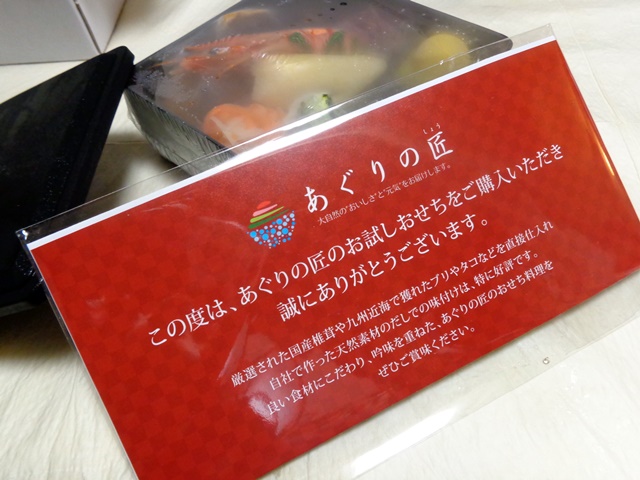 しょう
あぐりの匠
大自然の“おいしさ”と“元気”をお届けします。
この度は、あぐりの匠のお試しおせちをご購入いただき
誠にありがとうございます。
厳選された国産椎茸や九州近海で獲れたブリやタコなどを直接仕入れ
自社で作った天然素材のだしでの味付けは、特に好評です。
良い食材にこだわり、吟味を重ねた、あぐりの匠のおせち料理を
ぜひご賞味ください。